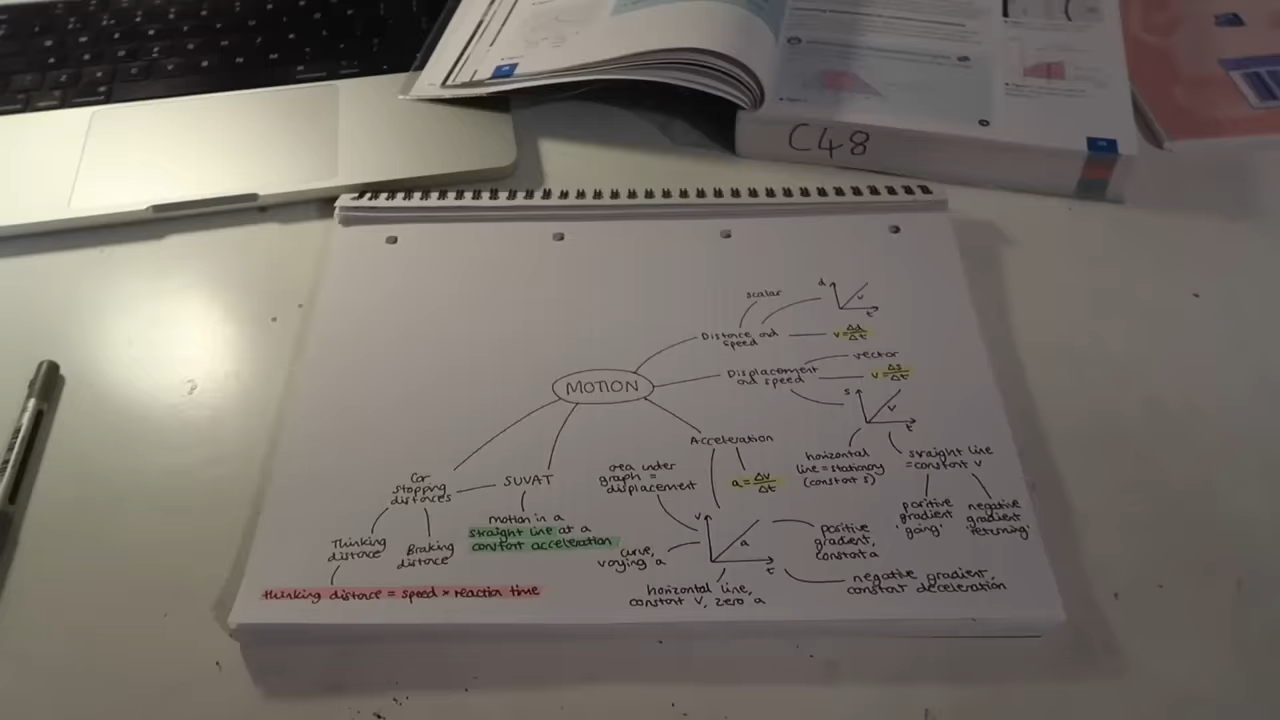 C48
scalar
d
v
t
Distance and
speed
v = Δd
Δt
MOTION
Displacement
and speed
vector
v = Δs
Δt
s
v
t
horizontal
line = stationary
(constant s)
straight line
= constant v
positive
gradient
'going'
negative
gradient
'returning'
Acceleration
a = Δv
Δt
area under
graph =
displacement
v
a
t
curve,
varying a
positive
gradient,
constant a
horizontal line,
constant v, zero a
negative gradient,
constant deceleration
SUVAT
motion in a
straight line at a
constant acceleration
Car
stopping
distances
Thinking
distance
Braking
distance
thinking distance = speed × reaction time